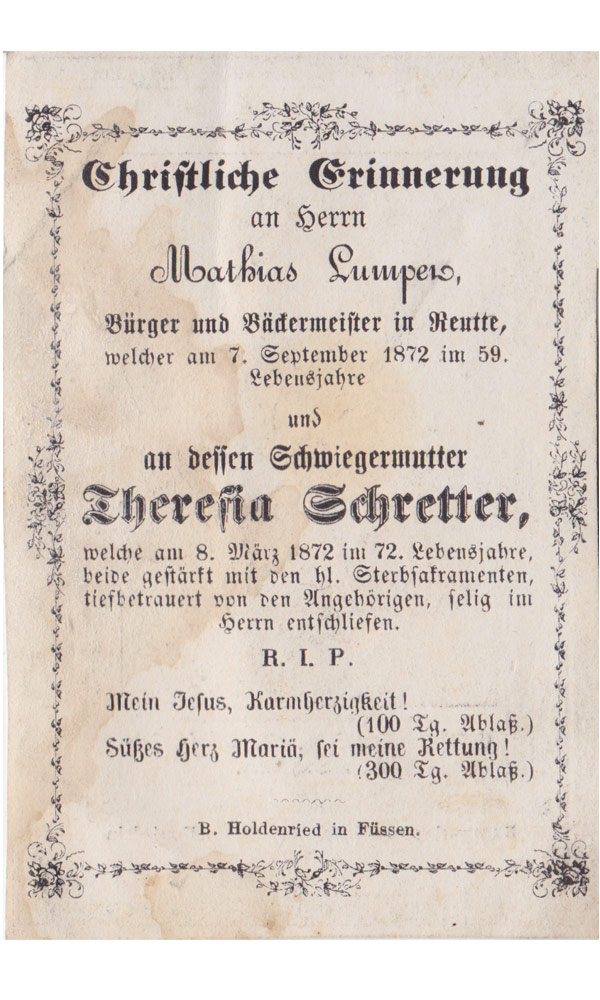 Christliche Erinnerung
an Herrn
Mathias Lumper,
Bürger und Bäckermeister in Reutte,
welcher am 7. September 1872 im 59.
Lebensjahre
und
an dessen Schwiegermutter
Theresia Schretter,
welche am 8. März 1872 im 72. Lebensjahre,
beide gestärkt mit den hl. Sterbsakramenten,
tiefbetrauert von den Angehörigen, selig im
Herrn entschliefen.
R. I. P.
Mein Jesus, Barmherzigkeit!
(100 Tg. Ablaß.)
Süßes Herz Mariä, sei meine Rettung!
(300 Tg. Ablaß.)
B. Holdenried in Füssen.